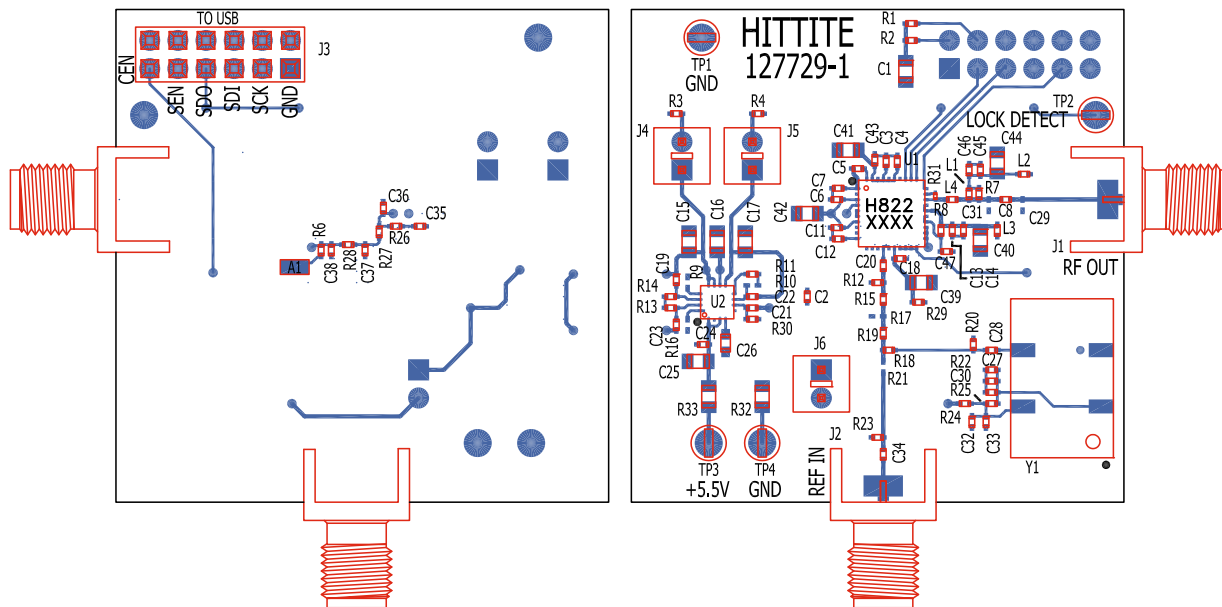 TO USB
J3
CEN
SEN
SDO
SDI
SCK
GND
C36
C35
R26
R27
R6
C38
R28
C37
A1
HITTITE
127729-1
TP1
GND
R1
R2
C1
TP2
LOCK DETECT
R3
R4
J4
J5
C41
C43
C3
C4
U1
C5
C7
C6
C42
C11
C12
H822
XXXX
R31
C46
C45
C44
L1
L2
L4
R7
R8
C31
C8
C29
L3
C40
C47
C13
C14
J1
RF OUT
C15
C16
C17
C19
R9
R11
R10
R14
R13
C22
C21
R30
C2
U2
C23
R16
C24
C25
C26
C20
C18
R12
R15
C39
R29
R17
R19
R18
R21
J6
R20
R22
C28
C27
C30
R25
R24
C32
C33
Y1
R33
R32
R23
J2
C34
TP3
+5.5V
TP4
GND
REF IN